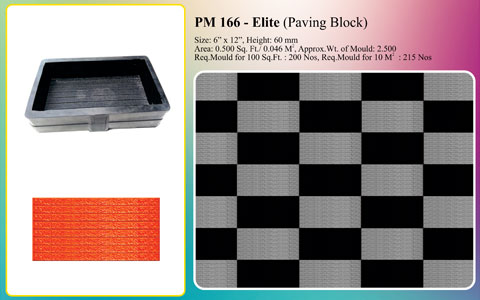 PM 166 - Elite (Paving Block)
Size: 6” x 12”, Height: 60 mm
Area: 0.500 Sq. Ft./ 0.046 M², Approx.Wt. of Mould: 2.500
Req.Mould for 100 Sq.Ft. : 200 Nos, Req.Mould for 10 M² : 215 Nos